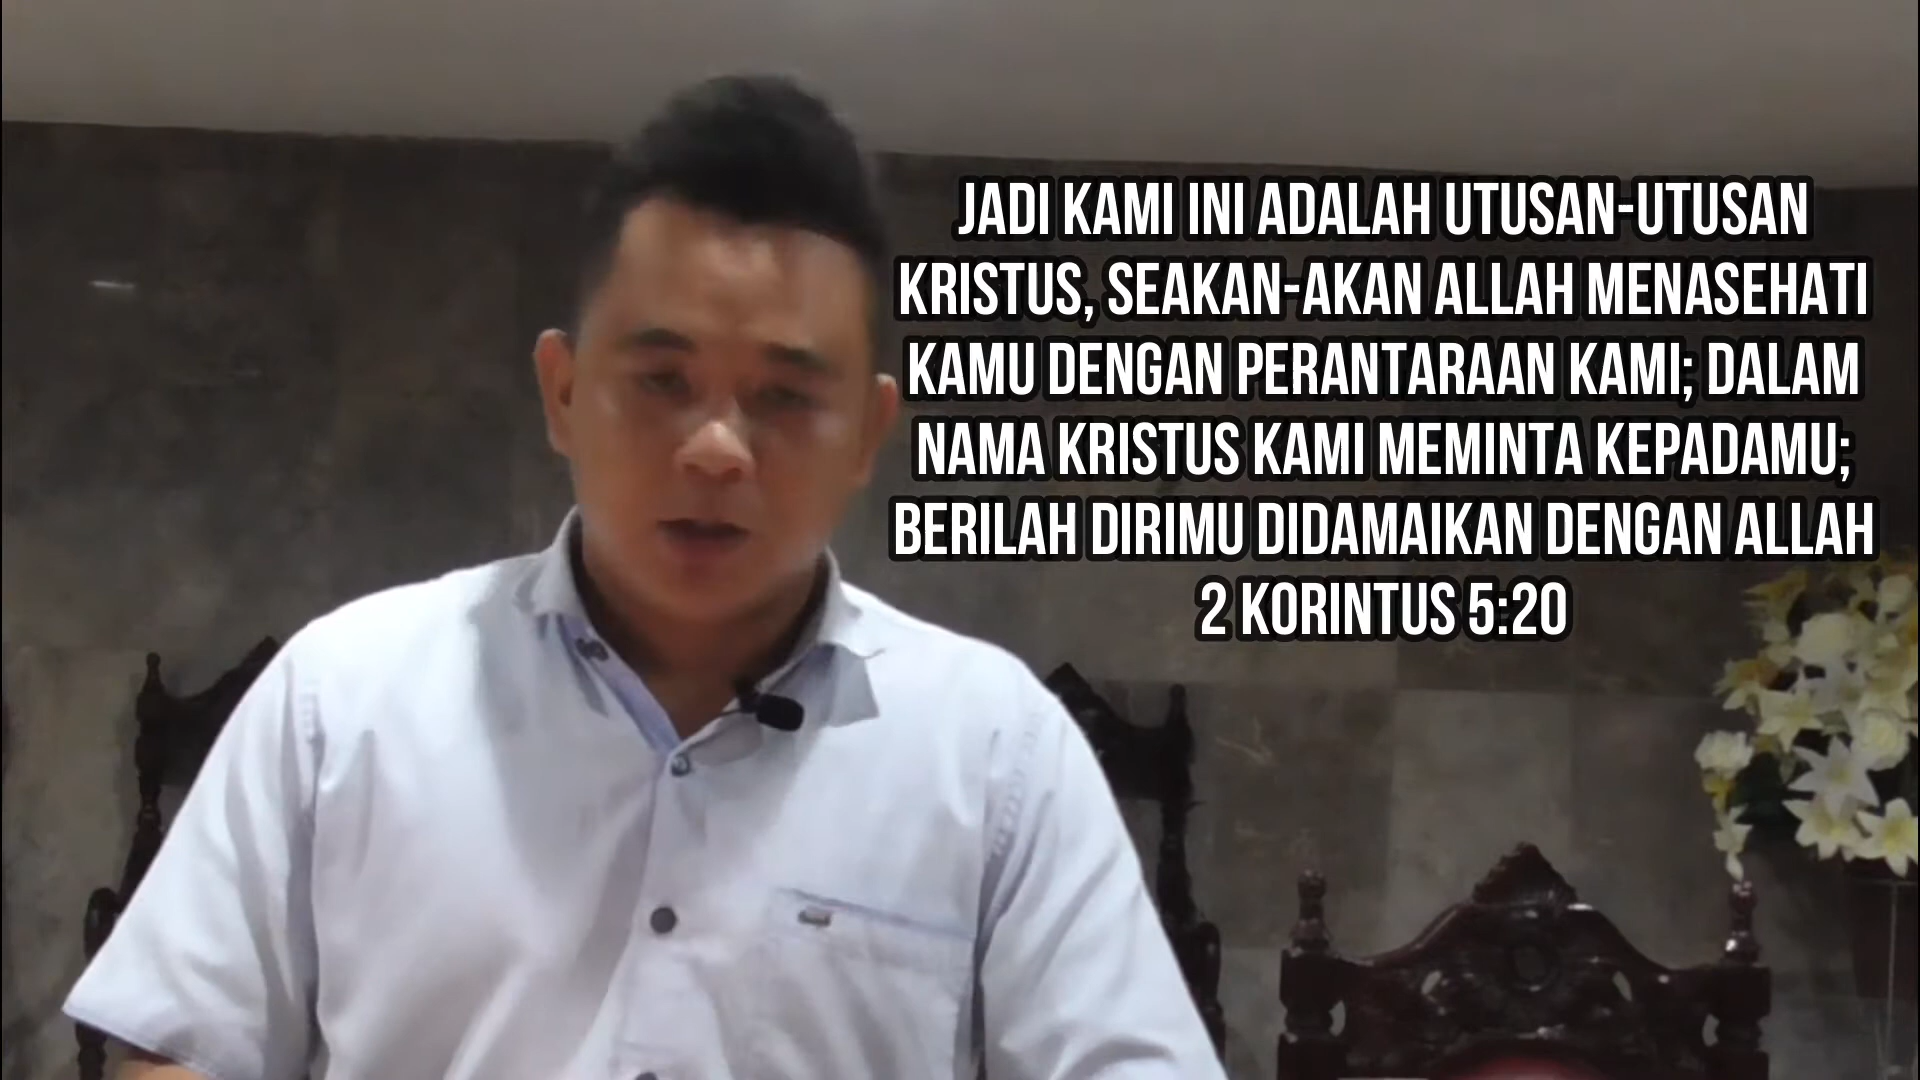 JADI KAMI INI ADALAH UTUSAN-UTUSAN
KRISTUS, SEAKAN-AKAN ALLAH MENASEHATI
KAMU DENGAN PERANTARAAN KAMI; DALAM
NAMA KRISTUS KAMI MEMINTA KEPADAMU;
BERILAH DIRIMU DIDAMAIKAN DENGAN ALLAH
2 KORINTUS 5:20